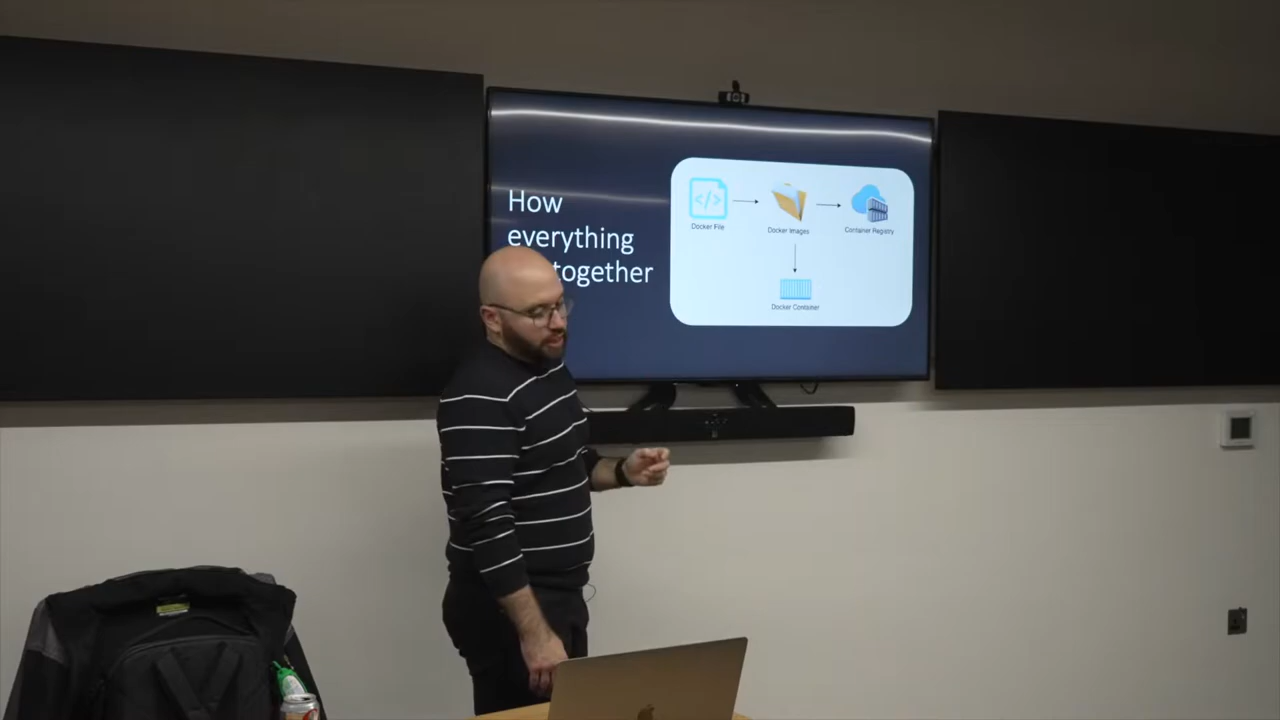 How
everything
together
</>
Docker File
Docker Images
Container Registry
Docker Container